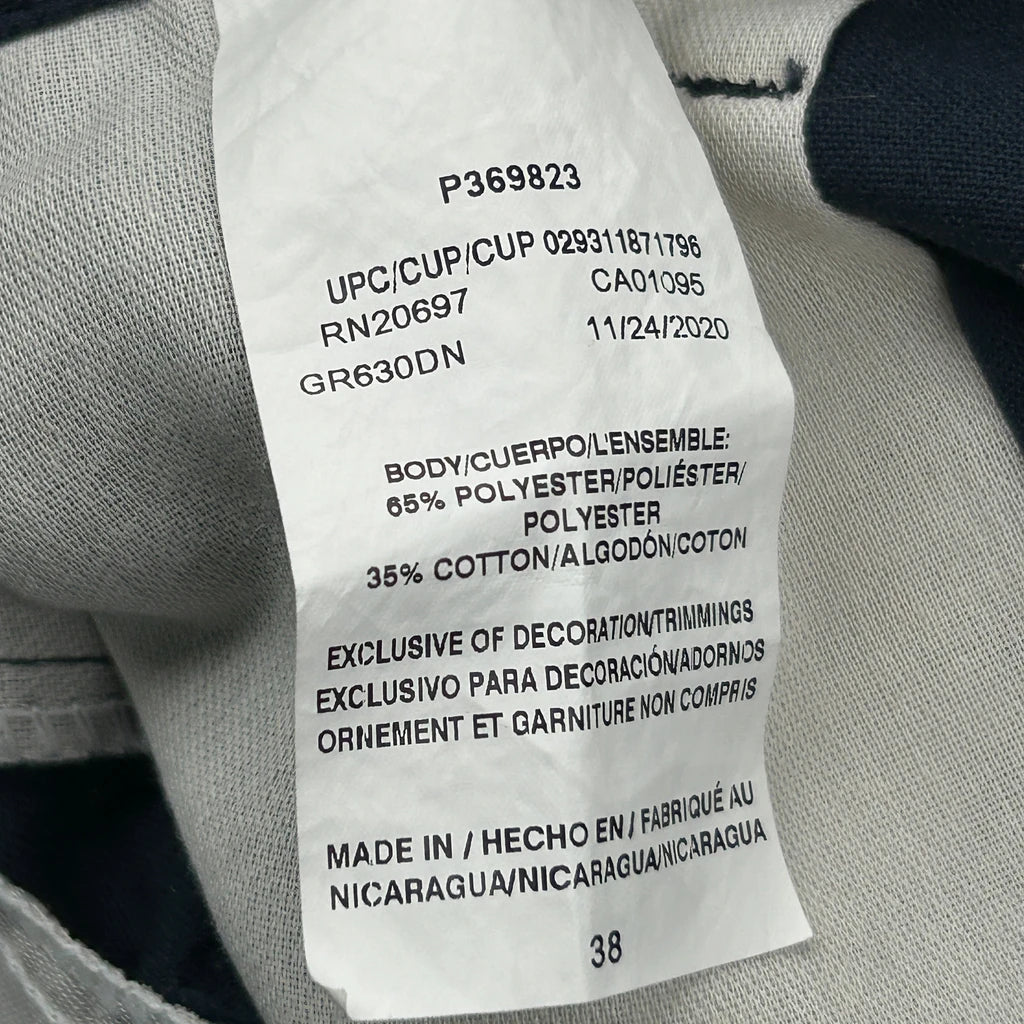 P369823
UPC/CUP/CUP 029311871796
RN20697 CA01095
GR630DN 11/24/2020
BODY/CUERPO/L'ENSEMBLE:
65% POLYESTER/POLIÉSTER/
POLYESTER
35% COTTON/ALGODÓN/COTON
EXCLUSIVE OF DECORATION/TRIMMINGS
EXCLUSIVO PARA DECORACIÓN/ADORNOS
ORNEMENT ET GARNITURE NON COMPRIS
MADE IN / HECHO EN / FABRIQUÉ AU
NICARAGUA/NICARAGUA/NICARAGUA
38